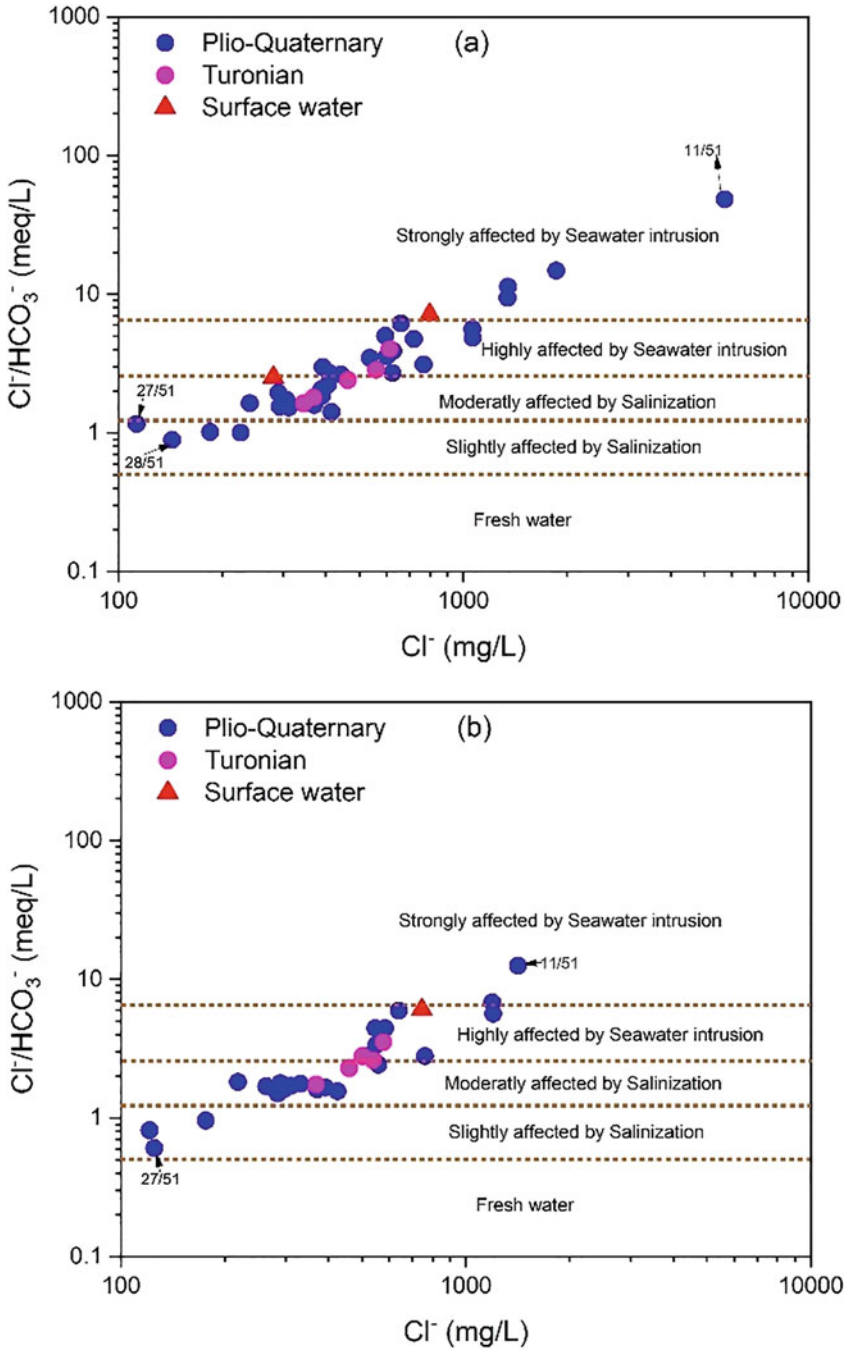 1000
Plio-Quaternary
(a)
Turonian
Surface water
100
11/51
Strongly affected by Seawater intrusion
10
Highly affected by Seawater intrusion
Moderatly affected by Salinization
27/51
1
Slightly affected by Salinization
28/51
Fresh water
0.1
100
1000
10000
Cl⁻/HCO₃⁻ (meq/L)
Cl⁻ (mg/L)
1000
Plio-Quaternary
(b)
Turonian
Surface water
100
Strongly affected by Seawater intrusion
11/51
10
Highly affected by Seawater intrusion
Moderatly affected by Salinization
1
Slightly affected by Salinization
27/51
Fresh water
0.1
100
1000
10000
Cl⁻/HCO₃⁻ (meq/L)
Cl⁻ (mg/L)